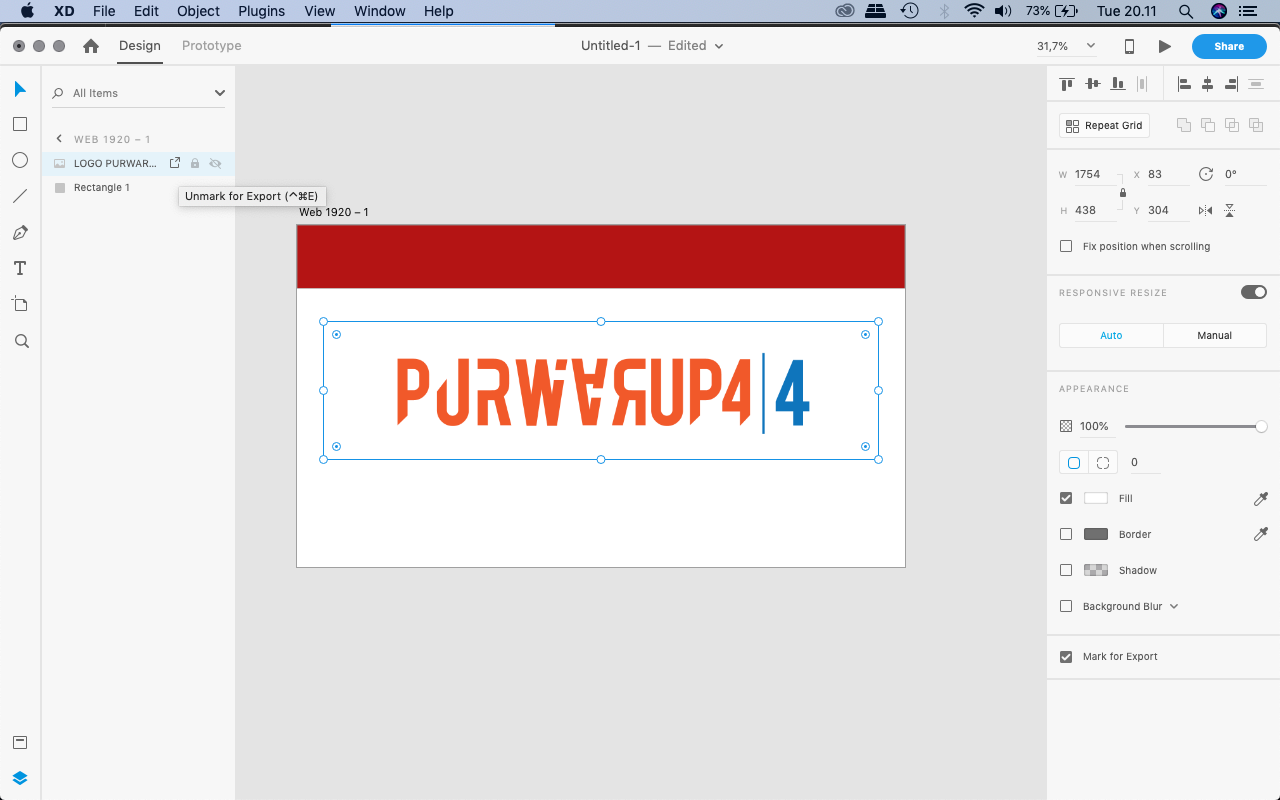 XD File Edit Object Plugins View Window Help 73% Tue 20.11
Design Prototype Untitled-1 — Edited 31,7% Share
All Items
WEB 1920 – 1
LOGO PURWAR...
Rectangle 1
Unmark for Export (^⌘E)
Web 1920 – 1
PURWARUP4|4
Repeat Grid
W 1754 X 83 0°
H 438 Y 304
Fix position when scrolling
RESPONSIVE RESIZE
Auto Manual
APPEARANCE
100%
0
Fill
Border
Shadow
Background Blur
Mark for Export